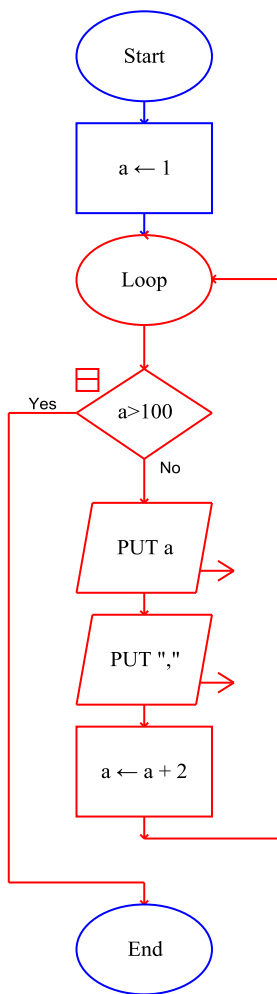 Start
a ← 1
Loop
a>100
Yes
No
PUT a
PUT ","
a ← a + 2
End